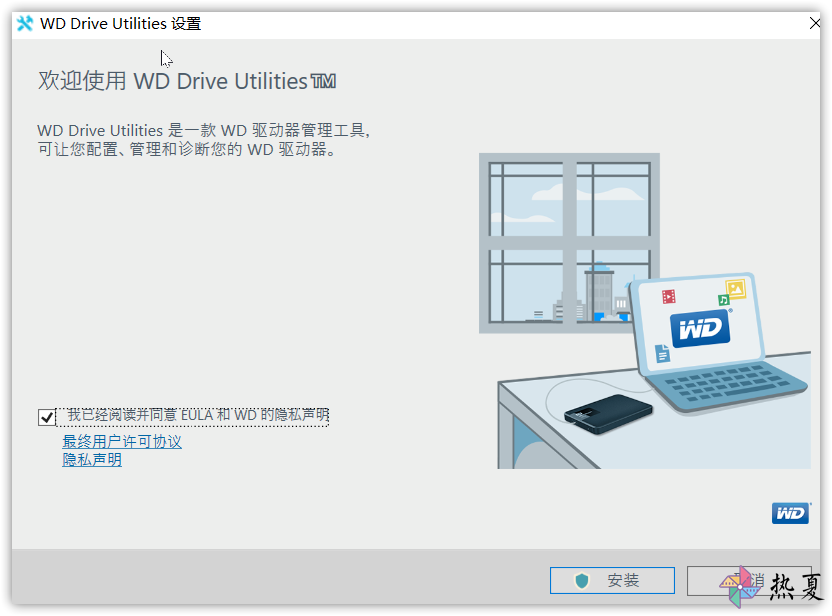 WD Drive Utilities 设置
欢迎使用 WD Drive Utilities™
WD Drive Utilities 是一款 WD 驱动器管理工具,
可让您配置、管理和诊断您的 WD 驱动器。
WD
我已经阅读并同意 EULA 和 WD 的隐私声明
最终用户许可协议
隐私声明
WD
安装
消
热夏